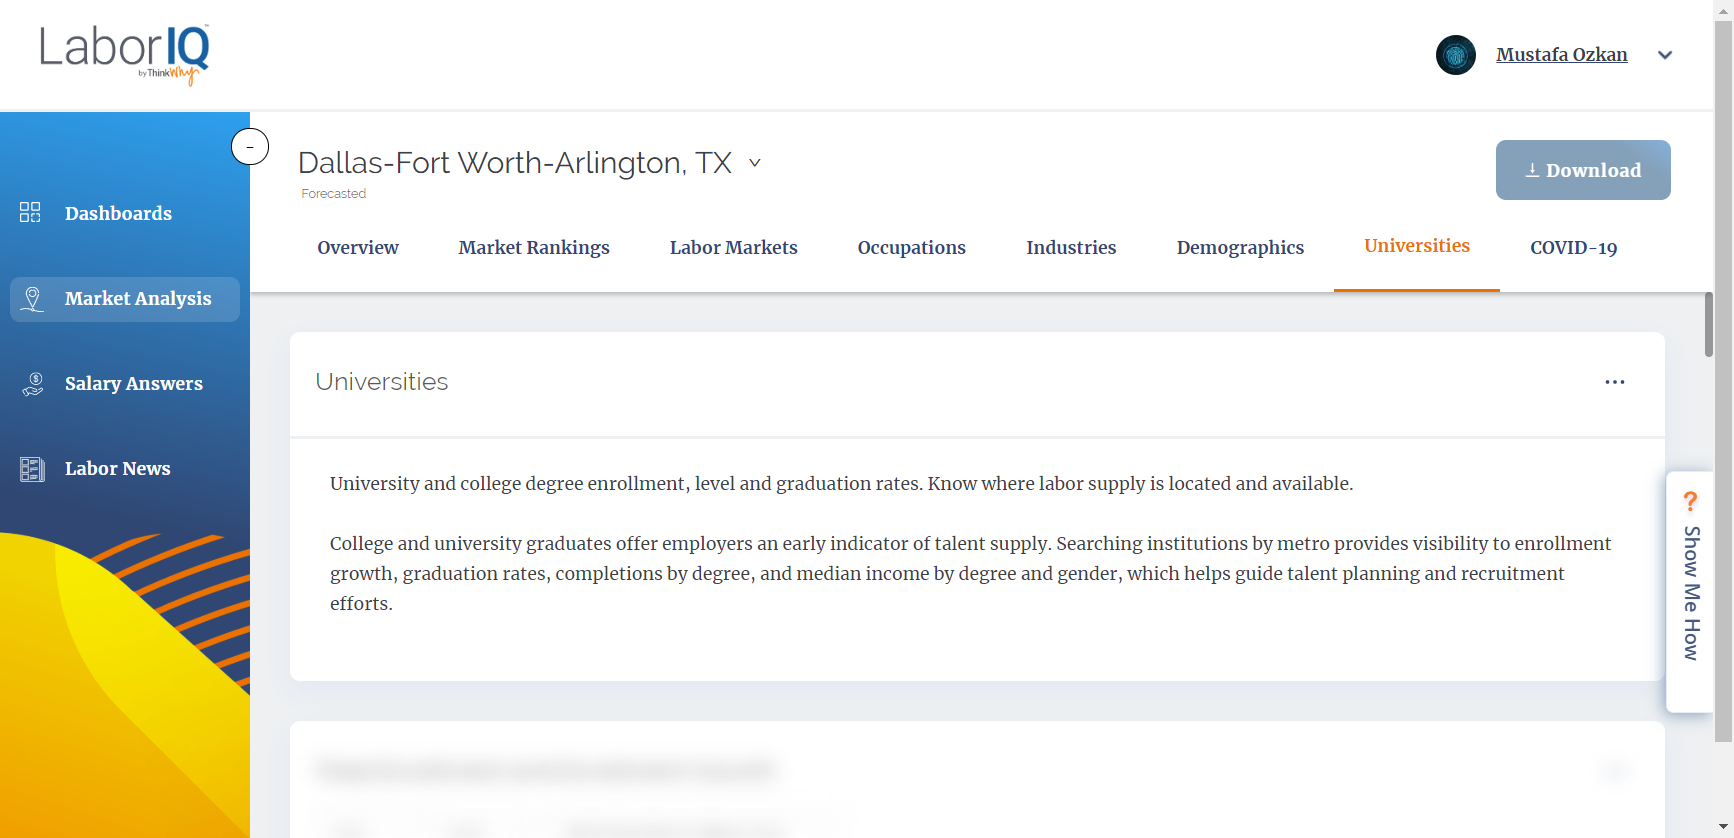 LaborIQ
by ThinkWhy
Mustafa Ozkan
Dashboards
Market Analysis
Salary Answers
Labor News
-
Dallas-Fort Worth-Arlington, TX
Forecasted
Download
Overview
Market Rankings
Labor Markets
Occupations
Industries
Demographics
Universities
COVID-19
Universities
...
University and college degree enrollment, level and graduation rates. Know where labor supply is located and available.
College and university graduates offer employers an early indicator of talent supply. Searching institutions by metro provides visibility to enrollment
growth, graduation rates, completions by degree, and median income by degree and gender, which helps guide talent planning and recruitment
efforts.
? Show Me How